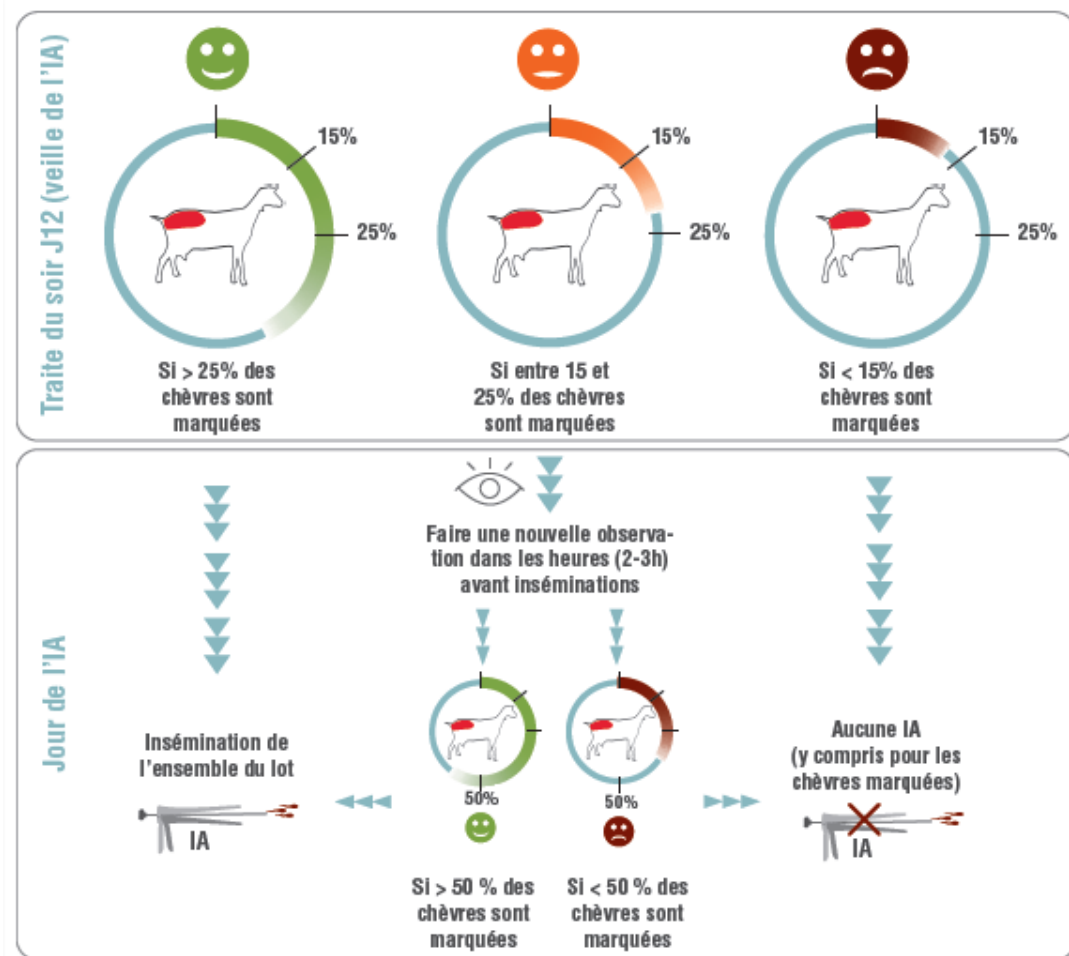 Traite du soir J12 (veille de l'IA)
15%
25%
Si > 25% des
chèvres sont
marquées
15%
25%
Si entre 15 et
25% des chèvres
sont marquées
15%
25%
Si < 15% des
chèvres sont
marquées
Jour de l'IA
Faire une nouvelle observa-
tion dans les heures (2-3h)
avant inséminations
Insémination de
l'ensemble du lot
IA
50%
Si > 50 % des
chèvres sont
marquées
50%
Si < 50 % des
chèvres sont
marquées
Aucune IA
(y compris pour les
chèvres marquées)
IA